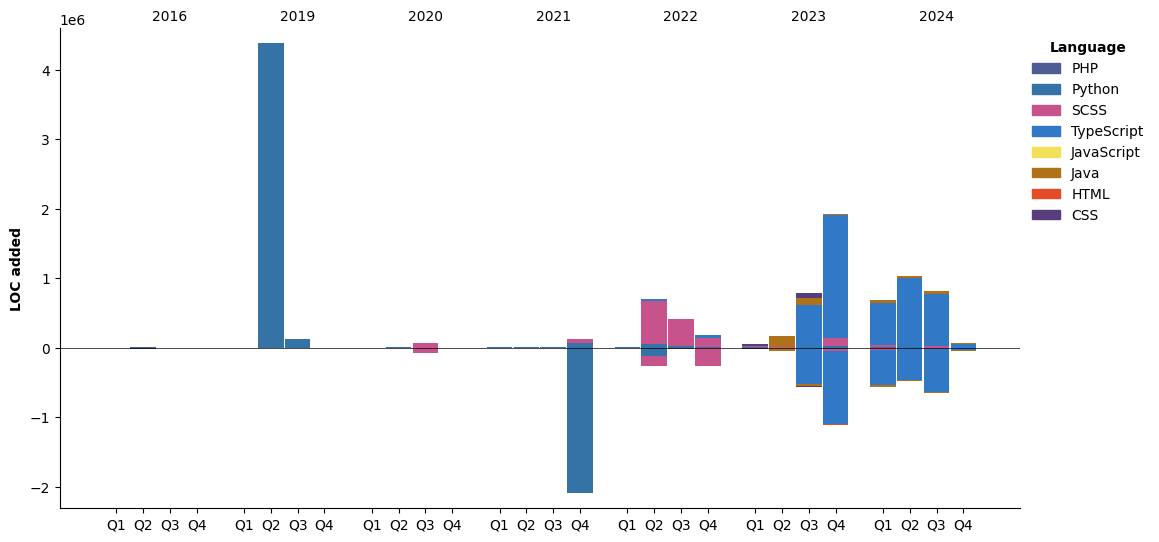 1e6
2016 2019 2020 2021 2022 2023 2024
Language
PHP
Python
SCSS
TypeScript
JavaScript
Java
HTML
CSS
LOC added
4
3
2
1
0
−1
−2
Q1 Q2 Q3 Q4 Q1 Q2 Q3 Q4 Q1 Q2 Q3 Q4 Q1 Q2 Q3 Q4 Q1 Q2 Q3 Q4 Q1 Q2 Q3 Q4 Q1 Q2 Q3 Q4